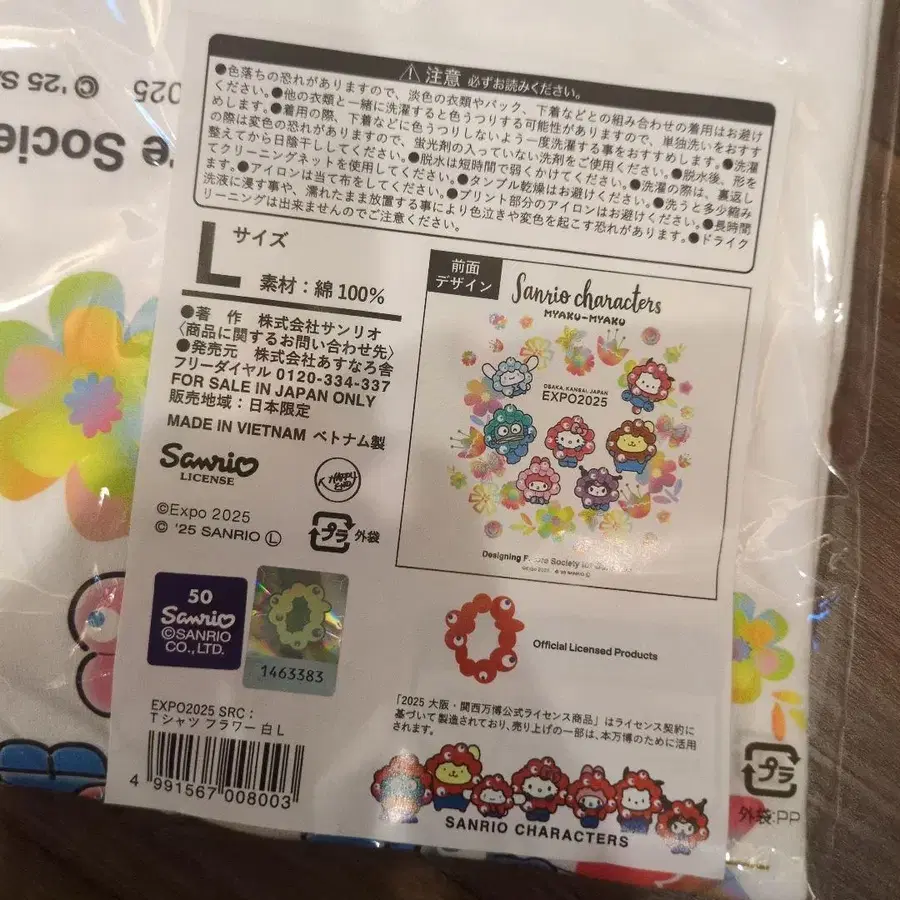 2025
© '25 SA
re Socie
⚠注意 必ずお読みください。
●色落ちの恐れがありますので、淡色の衣類やバック、下着などとの組み合わせの着用はお避け
ください。●他の衣類と一緒に洗濯すると色うつりする可能性がありますので、単独洗いをおすす
めします。●着用の際、下着などに色うつりしないよう一度洗濯する事をおすすめします。●洗濯
の際は変色の恐れがありますので、蛍光剤の入っていない洗剤をご使用ください。●脱水後、形を
整えてから日陰干ししてください。●脱水は短時間で弱くかけてください。●洗濯の際は、裏返し
てクリーニングネットを使用してください。●タンブル乾燥はお避けください。●洗うと多少縮み
ます。●アイロンは当て布をしてください。●プリント部分のアイロンはお避けください。●長時間
洗液に浸す事や、濡れたまま放置する事により色泣きや変色を起こす恐れがあります。●ドライク
リーニングは出来ませんのでご注意ください。
L サイズ
素材：綿100%
●著 作 株式会社サンリオ
〈商品に関するお問い合わせ先〉
●発売元 株式会社あすなろ舎
フリーダイヤル 0120-334-337
FOR SALE IN JAPAN ONLY
販売地域：日本限定
MADE IN VIETNAM ベトナム製
Sanrio
LICENSE
HAPPY END
©Expo 2025
© '25 SANRIO Ⓛ
プラ 外袋
前面
デザイン
Sanrio characters
MYAKU-MYAKU
OSAKA, KANSAI, JAPAN
EXPO2025
Designing Future Society for Our Lives
©Expo 2025 © '25 SANRIO Ⓛ
50
Sanrio
©SANRIO
CO., LTD.
1463383
Official Licensed Products
「2025 大阪・関西万博公式ライセンス商品」はライセンス契約に
基づいて製造されており、売り上げの一部は、本万博のために活用
されます。
EXPO2025 SRC：
Tシャツ フラワー 白 L
4 991567 008003
SANRIO CHARACTERS
プラ
外袋:PP